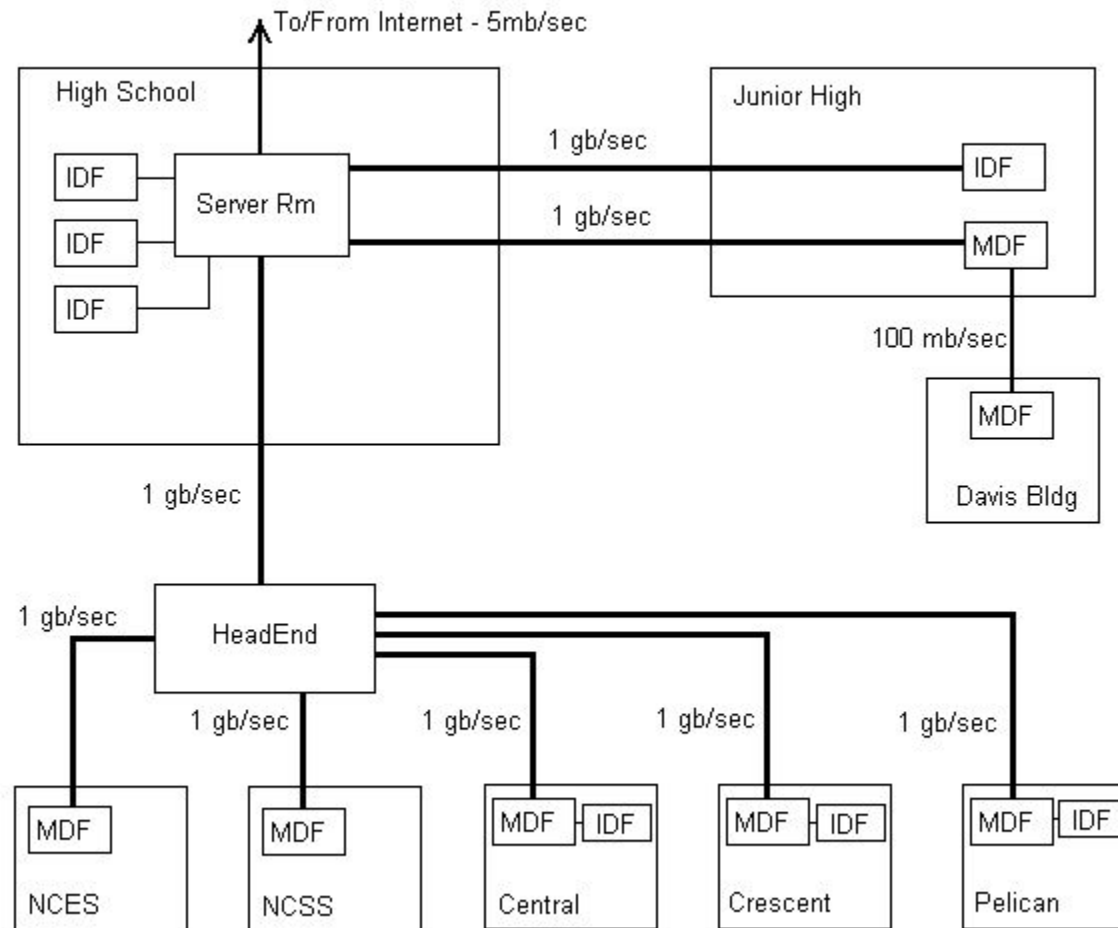 To/From Internet - 5mb/sec
High School
Junior High
1 gb/sec
IDF
IDF
Server Rm
1 gb/sec
IDF
MDF
IDF
100 mb/sec
MDF
1 gb/sec
Davis Bldg
1 gb/sec
HeadEnd
1 gb/sec
1 gb/sec
1 gb/sec
1 gb/sec
MDF
MDF
MDF
IDF
MDF
IDF
MDF
IDF
NCES
NCSS
Central
Crescent
Pelican